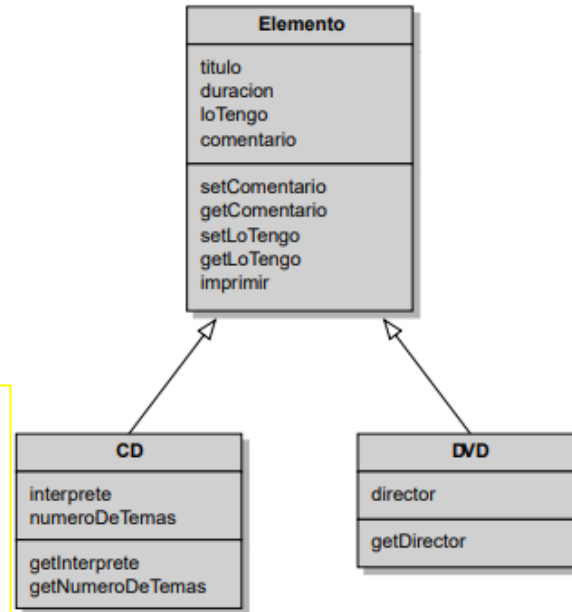 Elemento
titulo
duracion
loTengo
comentario
setComentario
getComentario
setLoTengo
getLoTengo
imprimir
CD
interprete
numeroDeTemas
getInterprete
getNumeroDeTemas
DVD
director
getDirector